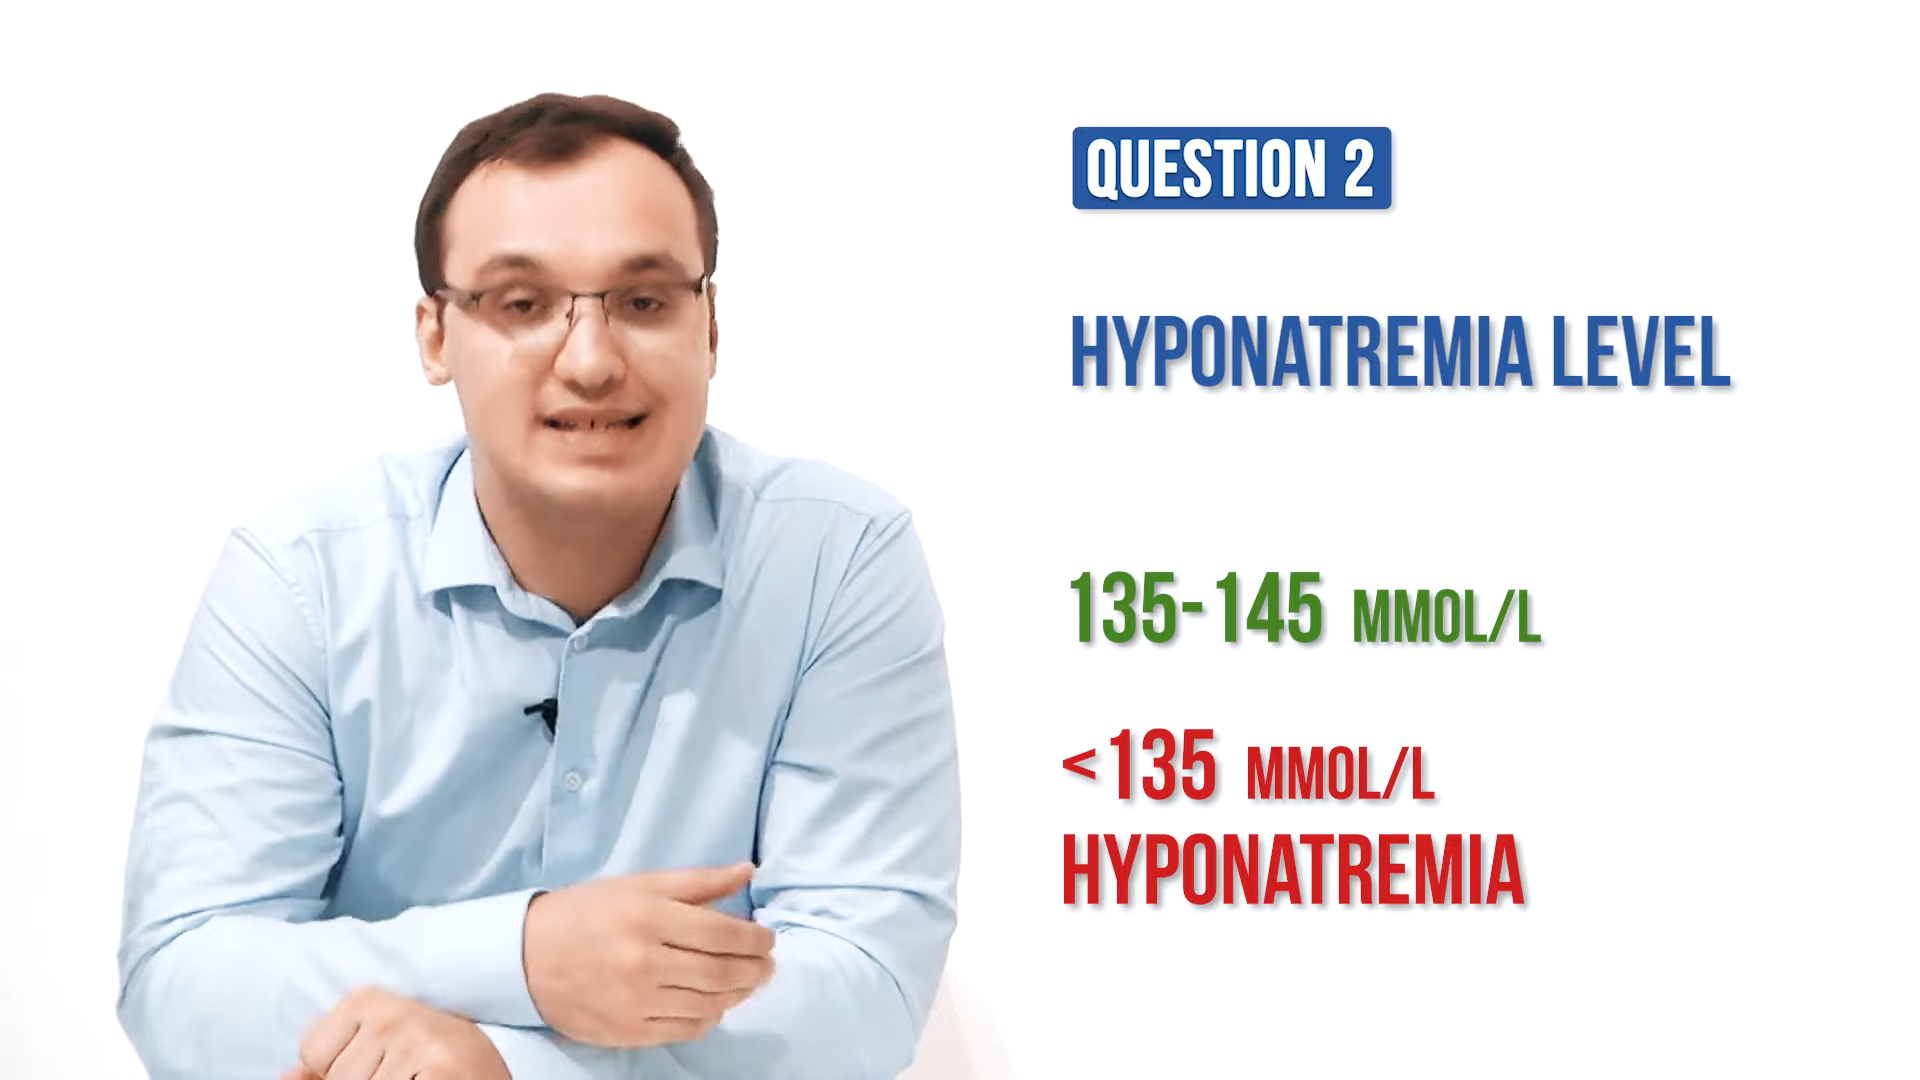 QUESTION 2
HYPONATREMIA LEVEL
135-145 MMOL/L
<135 MMOL/L
HYPONATREMIA